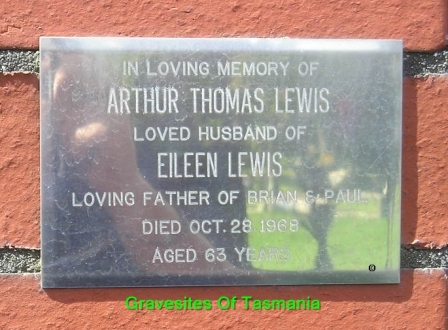 IN LOVING MEMORY OF
ARTHUR THOMAS LEWIS
LOVED HUSBAND OF
EILEEN LEWIS
LOVING FATHER OF BRIAN & PAUL
DIED OCT. 28 1968
AGED 63 YEARS
Gravesites Of Tasmania